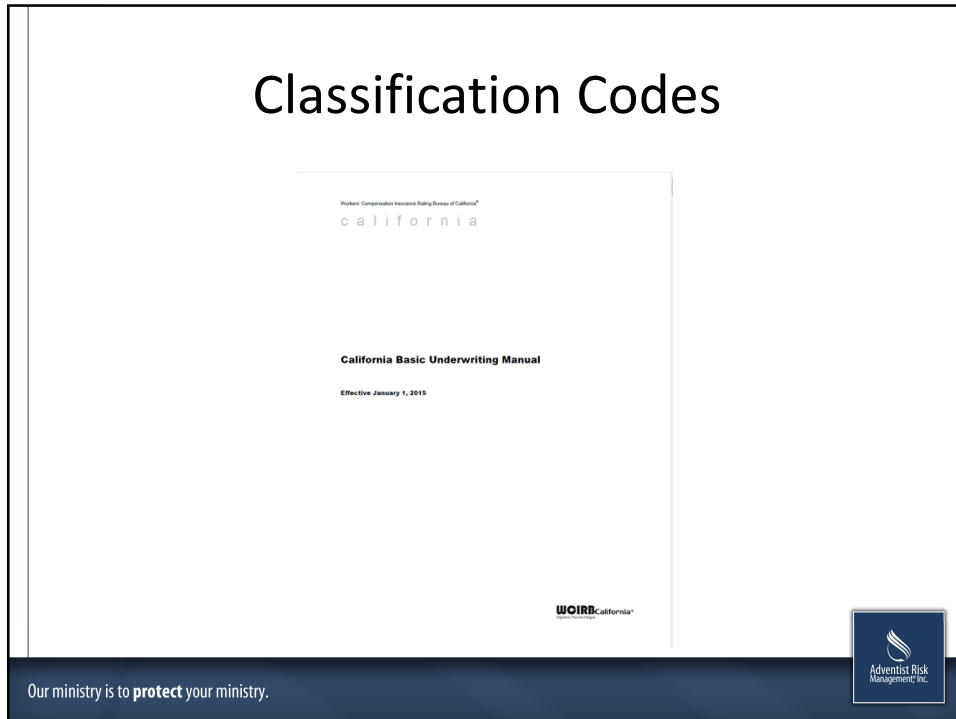 Classification Codes
Workers' Compensation Insurance Rating Bureau of California®
california
California Basic Underwriting Manual
Effective January 1, 2015
WCIRBCalifornia®
Our ministry is to protect your ministry.
Adventist Risk
Management,® Inc.